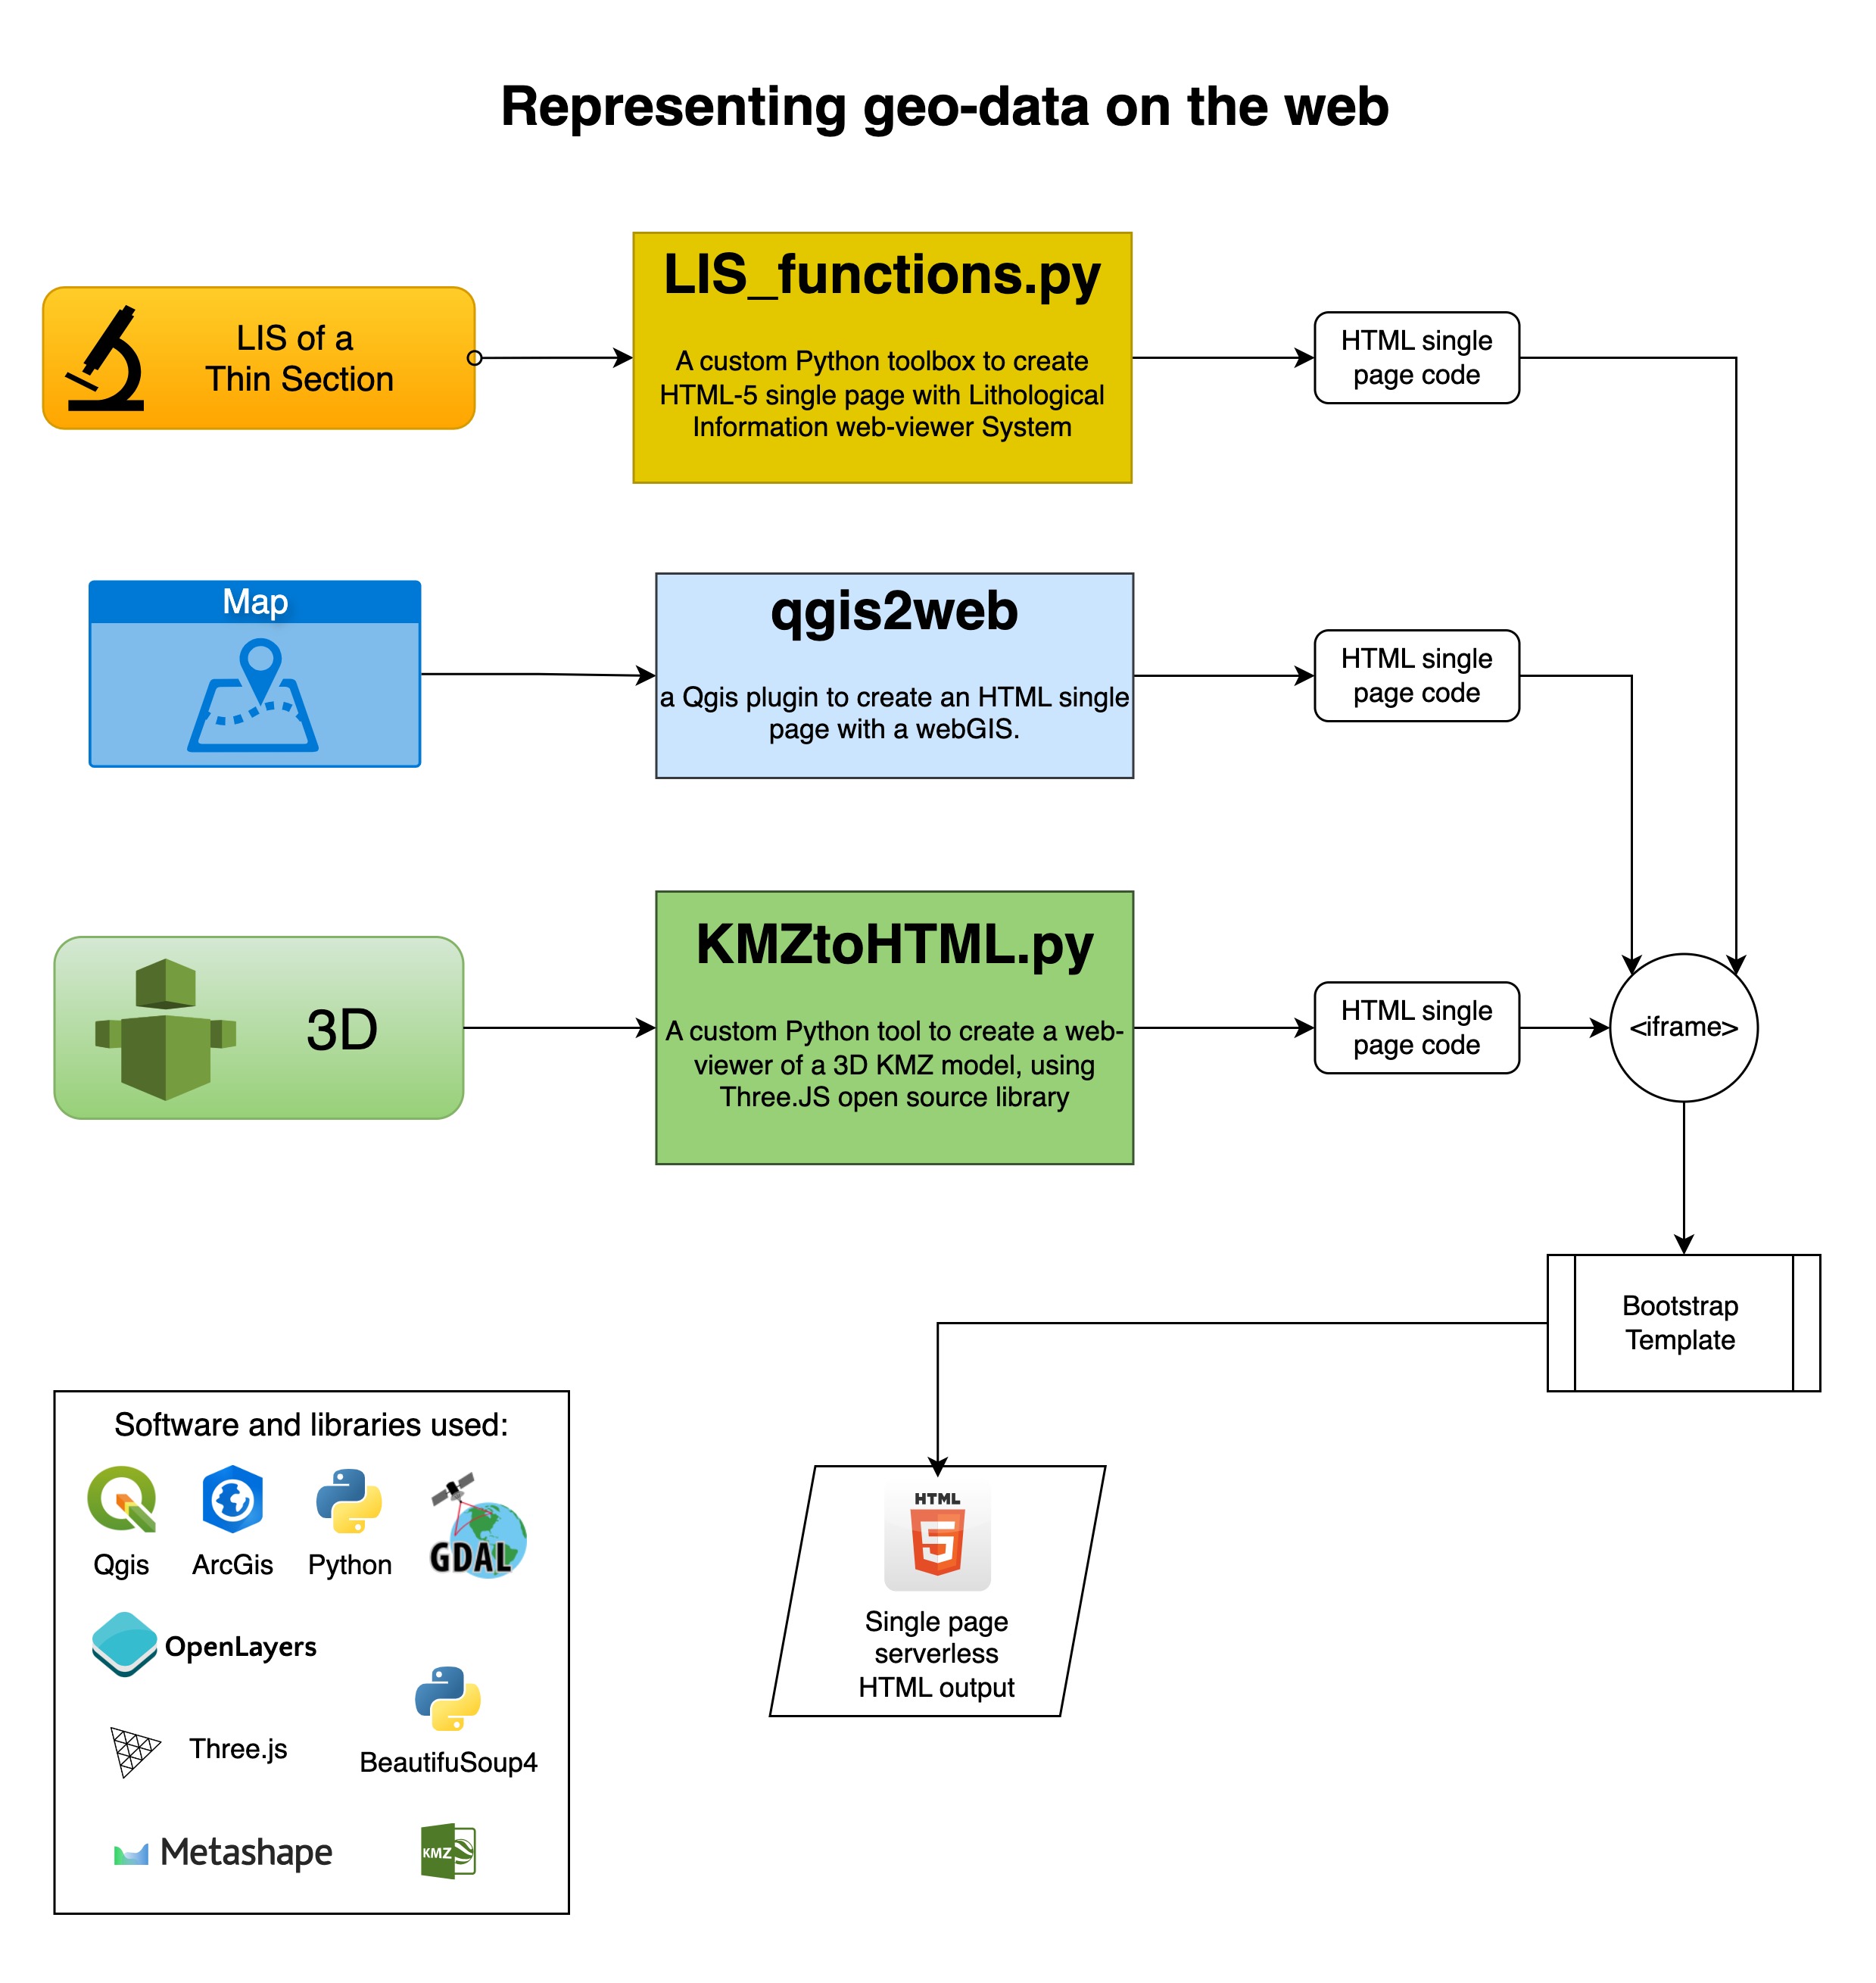 Representing geo-data on the web
LIS of a
Thin Section
LIS_functions.py
A custom Python toolbox to create
HTML-5 single page with Lithological
Information web-viewer System
HTML single
page code
Map
qgis2web
a Qgis plugin to create an HTML single
page with a webGIS.
HTML single
page code
3D
KMZtoHTML.py
A custom Python tool to create a web-
viewer of a 3D KMZ model, using
Three.JS open source library
HTML single
page code
<iframe>
Bootstrap
Template
Software and libraries used:
Qgis
ArcGis
Python
GDAL
OpenLayers
Three.js
BeautifuSoup4
Metashape
KMZ
HTML
5
Single page
serverless
HTML output